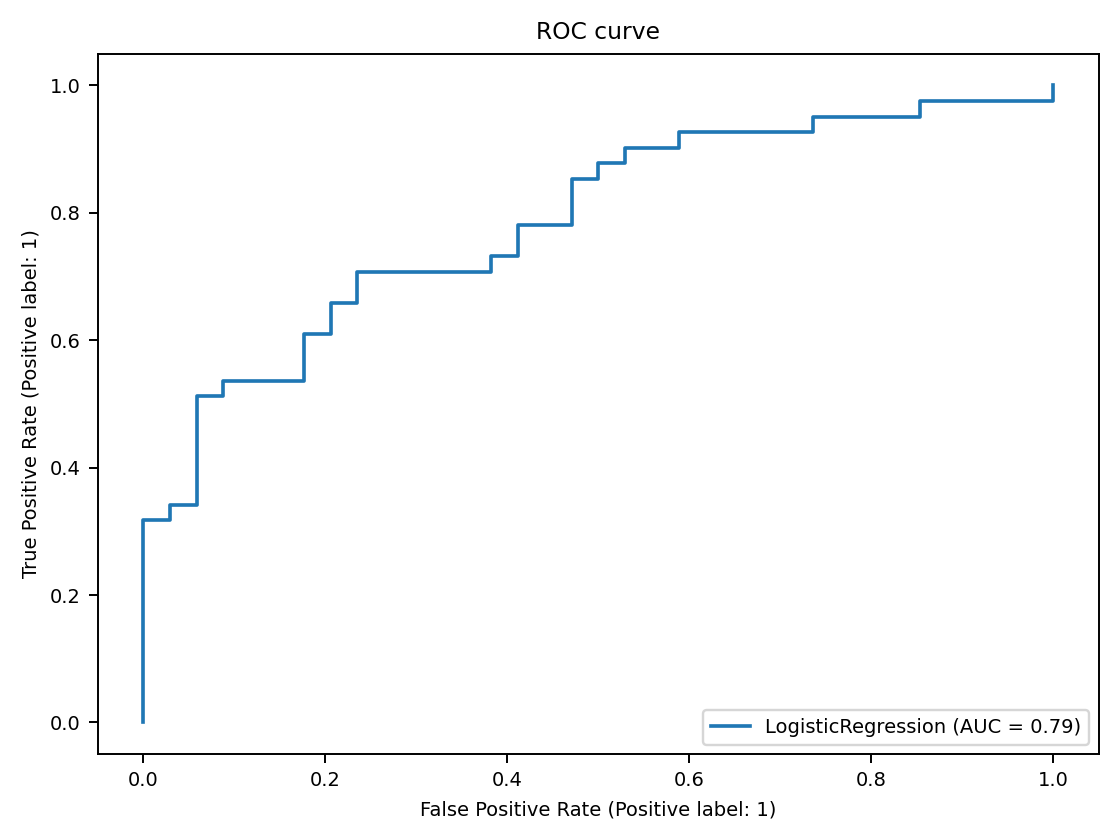 ROC curve
True Positive Rate (Positive label: 1)
1.0
0.8
0.6
0.4
0.2
0.0
LogisticRegression (AUC = 0.79)
0.0 0.2 0.4 0.6 0.8 1.0
False Positive Rate (Positive label: 1)